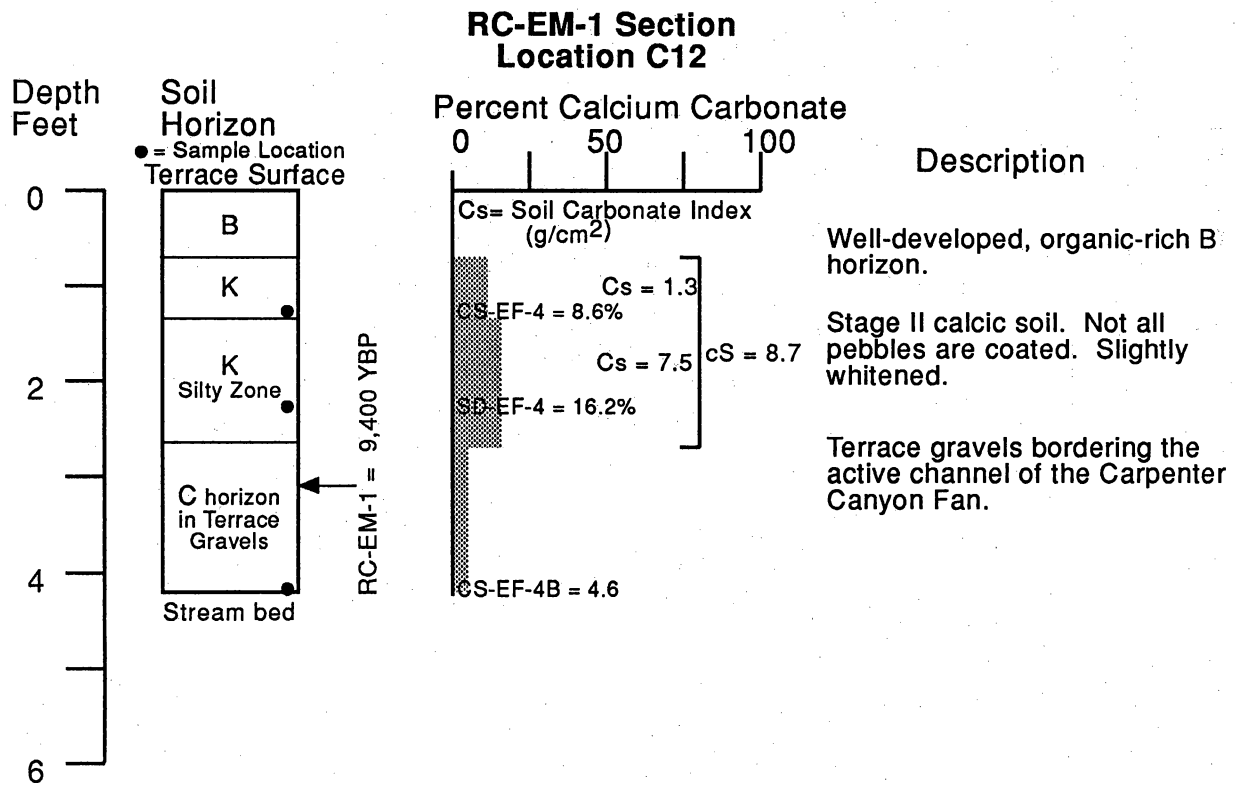 RC-EM-1 Section
Location C12
Depth
Feet
Soil
Horizon
● = Sample Location
Terrace Surface
Percent Calcium Carbonate
0
50
100
Description
0
2
4
6
B
K
K
Silty Zone
C horizon
in Terrace
Gravels
Stream bed
RC-EM-1 = 9,400 YBP
Cs= Soil Carbonate Index
(g/cm2)
Cs = 1.3
CS-EF-4 = 8.6%
Cs = 7.5
cS = 8.7
SD-EF-4 = 16.2%
CS-EF-4B = 4.6
Well-developed, organic-rich B
horizon.
Stage II calcic soil. Not all
pebbles are coated. Slightly
whitened.
Terrace gravels bordering the
active channel of the Carpenter
Canyon Fan.